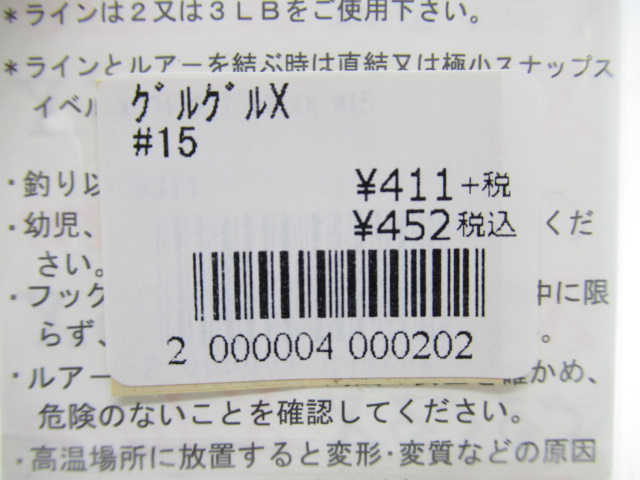 *ラインは２又は３ＬＢをご使用下さい。
*ラインとルアーを結ぶ時は直結又は極小スナップス
イベル
ｸﾞﾙｸﾞﾙX
#15
・釣り以
¥411+税
・幼児、
¥452税込
くだ
さい。
・フック
中に限
らず、
。
2 000004 000202
・ルアー
確かめ、
危険のないことを確認してください。
・高温場所に放置すると変形・変質などの原因